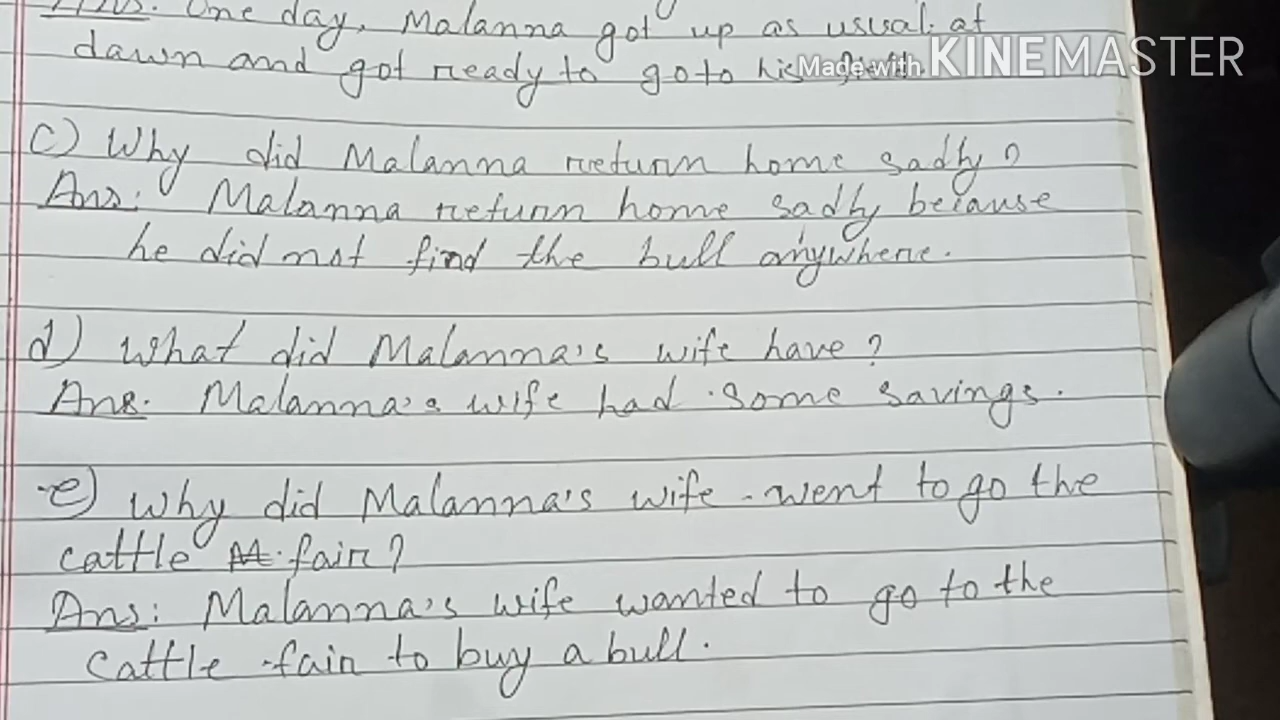 Ans. One day, Malanna got up as usual at
dawn and got ready to go to his
Made with KINEMASTER
c) Why did Malanna return home sadly?
Ans: Malanna return home sadly because
he did not find the bull anywhere.
d) What did Malanna's wife have?
Ans. Malanna's wife had some savings.
e) Why did Malanna's wife went to go the
cattle fair?
Ans: Malanna's wife wanted to go to the
cattle fair to buy a bull.